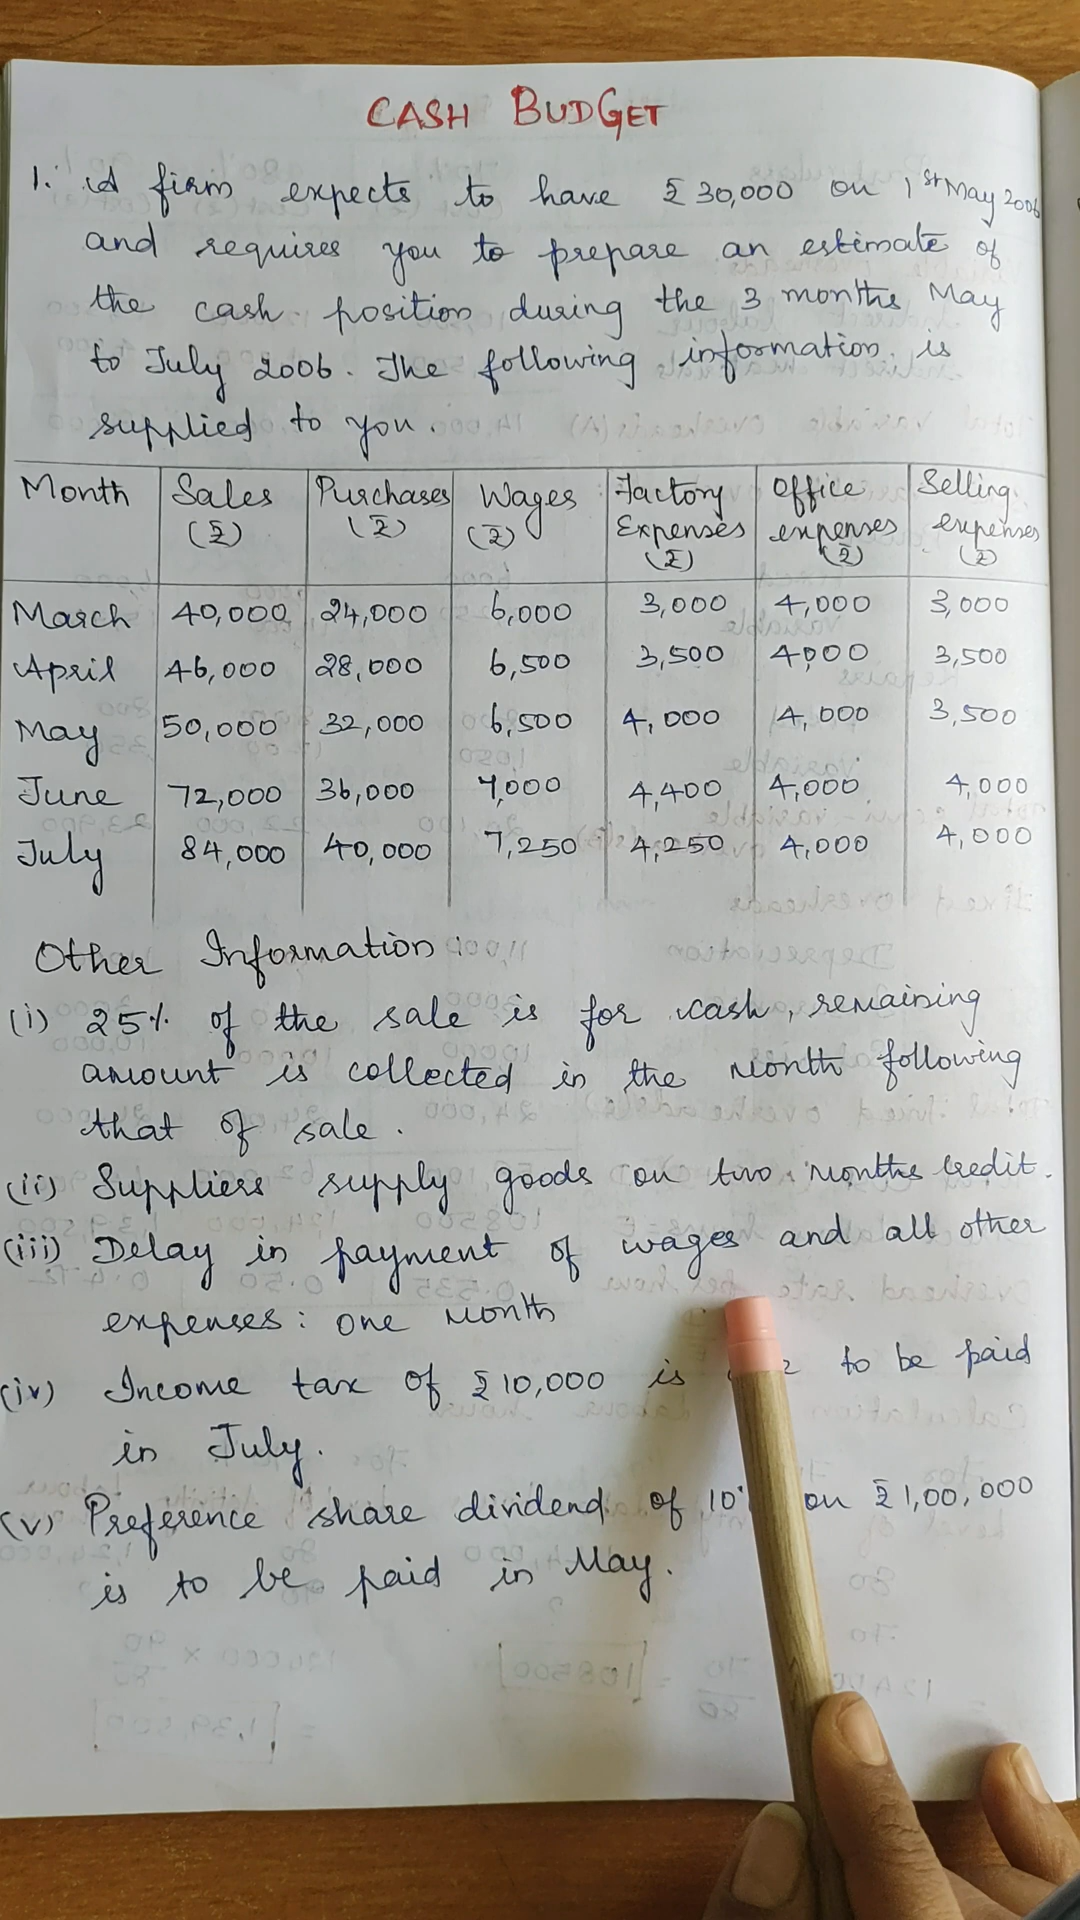 CASH BUDGET
1. A firm expects to have ₹ 30,000 on 1st May 2006
and requires you to prepare an estimate of
the cash position during the 3 months May
to July 2006. The following information is
supplied to you.
Month Sales (₹) Purchases (₹) Wages (₹) Factory Expenses (₹) Office expenses (₹) Selling expenses (₹)
March 40,000 24,000 6,000 3,000 4,000 3,000
April 46,000 28,000 6,500 3,500 4,000 3,500
May 50,000 32,000 6,500 4,000 4,000 3,500
June 72,000 36,000 7,000 4,400 4,000 4,000
July 84,000 40,000 7,250 4,250 4,000 4,000
Other Information:
(i) 25% of the sale is for cash, remaining
amount is collected in the month following
that of sale.
(ii) Suppliers supply goods on two months credit.
(iii) Delay in payment of wages and all other
expenses: one month
(iv) Income tax of ₹ 10,000 is to be paid
in July.
(v) Preference share dividend of 10% on ₹ 1,00,000
is to be paid in May.